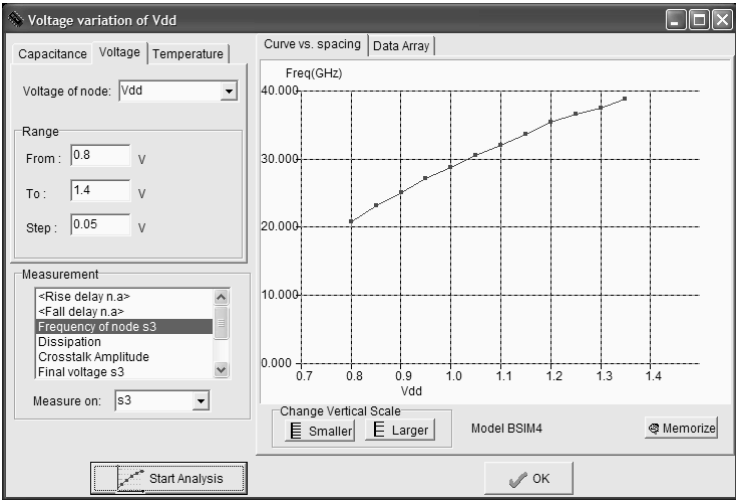 Voltage variation of Vdd
Capacitance Voltage Temperature
Voltage of node: Vdd
Range
From : 0.8 V
To : 1.4 V
Step : 0.05 V
Measurement
<Rise delay n.a>
<Fall delay n.a>
Frequency of node s3
Dissipation
Crosstalk Amplitude
Final voltage s3
Measure on: s3
Start Analysis
Curve vs. spacing Data Array
Freq(GHz)
40.000
30.000
20.000
10.000
0.000
0.7 0.8 0.9 1.0 1.1 1.2 1.3 1.4
Vdd
Change Vertical Scale
Smaller Larger
Model BSIM4
Memorize
OK